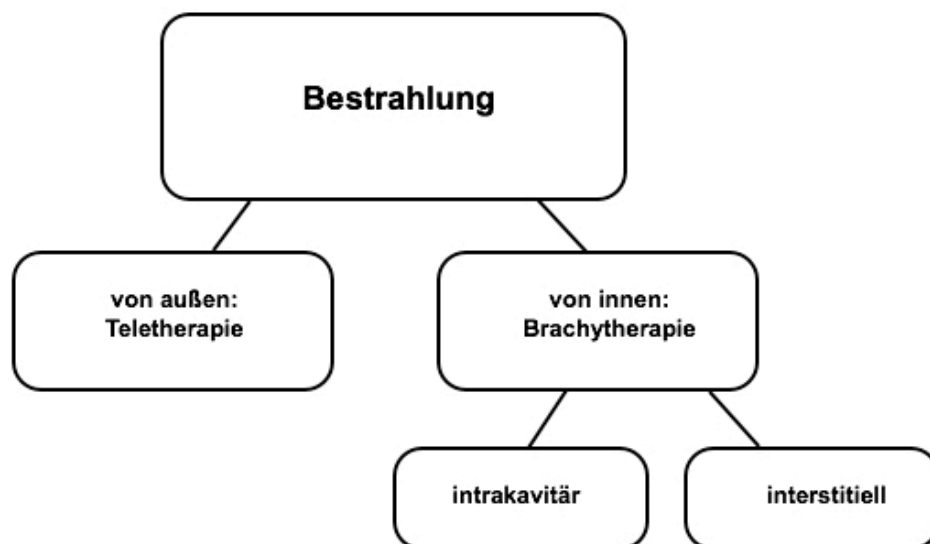 Bestrahlung
von außen:
Teletherapie
von innen:
Brachytherapie
intrakavitär
interstitiell